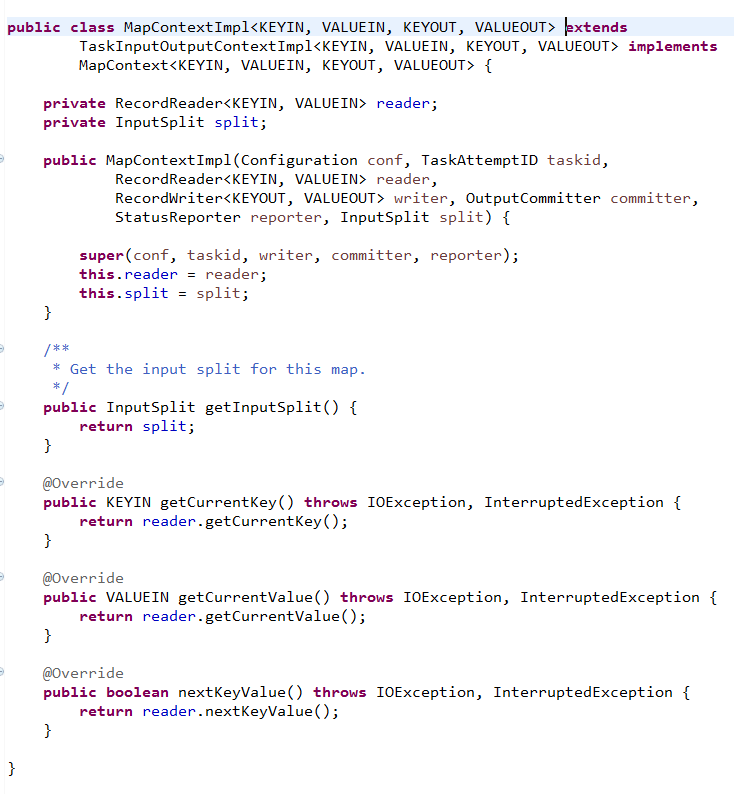 public class MapContextImpl<KEYIN, VALUEIN, KEYOUT, VALUEOUT> extends
        TaskInputOutputContextImpl<KEYIN, VALUEIN, KEYOUT, VALUEOUT> implements
        MapContext<KEYIN, VALUEIN, KEYOUT, VALUEOUT> {

    private RecordReader<KEYIN, VALUEIN> reader;
    private InputSplit split;

    public MapContextImpl(Configuration conf, TaskAttemptID taskid,
            RecordReader<KEYIN, VALUEIN> reader,
            RecordWriter<KEYOUT, VALUEOUT> writer, OutputCommitter committer,
            StatusReporter reporter, InputSplit split) {

        super(conf, taskid, writer, committer, reporter);
        this.reader = reader;
        this.split = split;
    }

    /**
     * Get the input split for this map.
     */
    public InputSplit getInputSplit() {
        return split;
    }

    @Override
    public KEYIN getCurrentKey() throws IOException, InterruptedException {
        return reader.getCurrentKey();
    }

    @Override
    public VALUEIN getCurrentValue() throws IOException, InterruptedException {
        return reader.getCurrentValue();
    }

    @Override
    public boolean nextKeyValue() throws IOException, InterruptedException {
        return reader.nextKeyValue();
    }

}